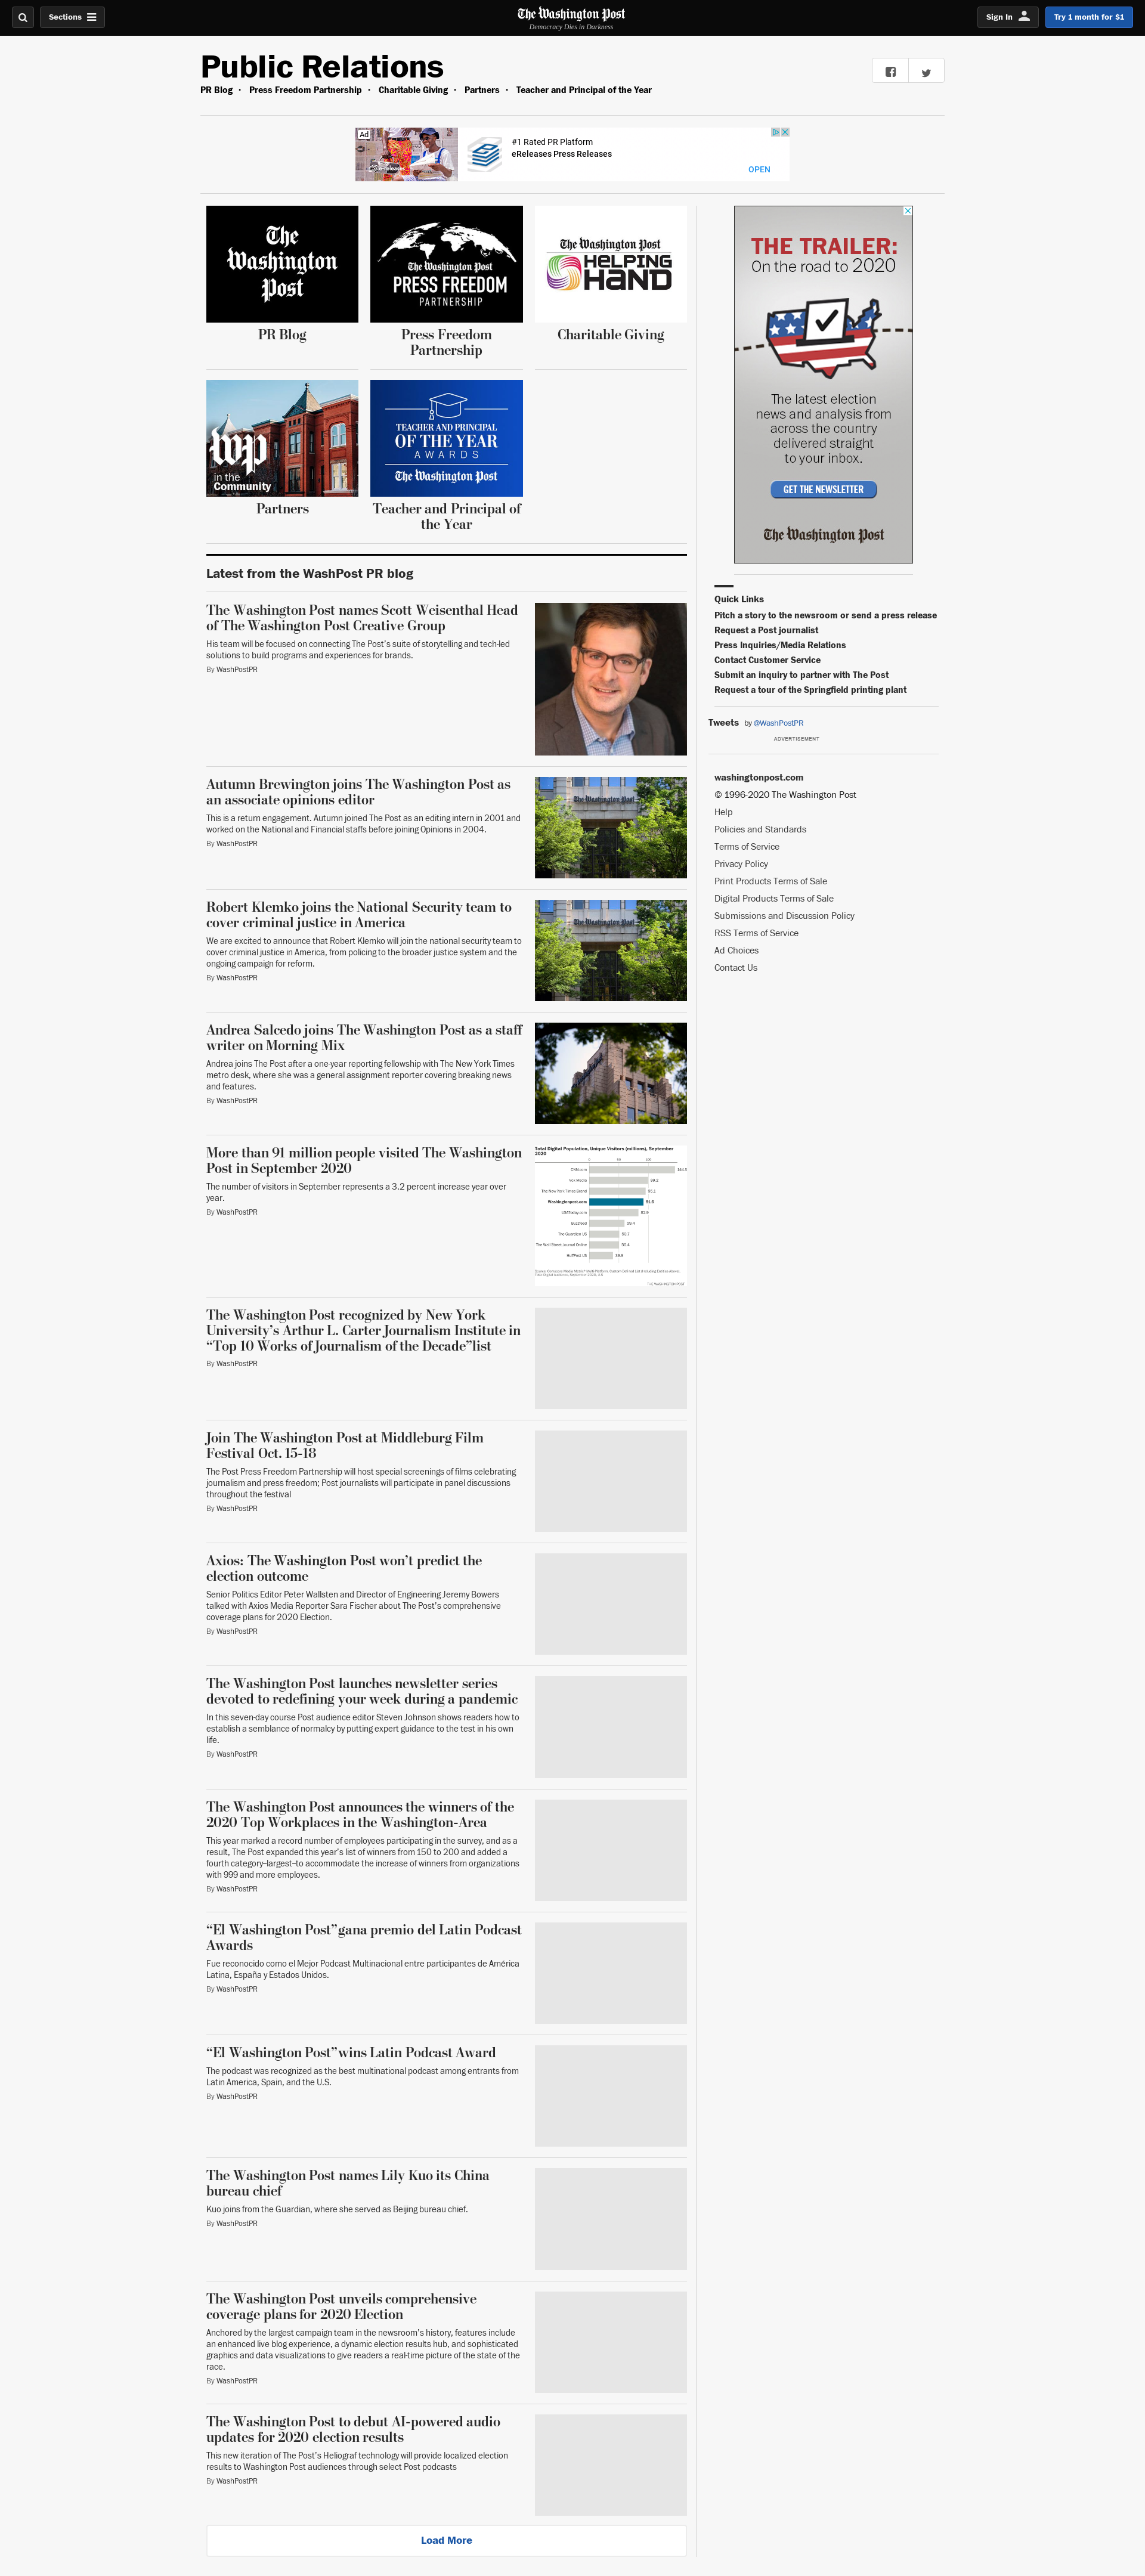 Sections
The Washington Post
Democracy Dies in Darkness
Sign In
Try 1 month for $1
Public Relations
PR Blog • Press Freedom Partnership • Charitable Giving • Partners • Teacher and Principal of the Year
Ad
#1 Rated PR Platform
eReleases Press Releases
OPEN
The
Washington
Post
PR Blog
The Washington Post
PRESS FREEDOM
PARTNERSHIP
Press Freedom
Partnership
The Washington Post
HELPING
HAND
Charitable Giving
wp
in the
Community
Partners
TEACHER AND PRINCIPAL
OF THE YEAR
AWARDS
The Washington Post
Teacher and Principal of
the Year
Latest from the WashPost PR blog
The Washington Post names Scott Weisenthal Head
of The Washington Post Creative Group
His team will be focused on connecting The Post's suite of storytelling and tech-led
solutions to build programs and experiences for brands.
By WashPostPR
Autumn Brewington joins The Washington Post as
an associate opinions editor
This is a return engagement. Autumn joined The Post as an editing intern in 2001 and
worked on the National and Financial staffs before joining Opinions in 2004.
By WashPostPR
The Washington Post
Robert Klemko joins the National Security team to
cover criminal justice in America
We are excited to announce that Robert Klemko will join the national security team to
cover criminal justice in America, from policing to the broader justice system and the
ongoing campaign for reform.
By WashPostPR
The Washington Post
Andrea Salcedo joins The Washington Post as a staff
writer on Morning Mix
Andrea joins The Post after a one-year reporting fellowship with The New York Times
metro desk, where she was a general assignment reporter covering breaking news
and features.
By WashPostPR
More than 91 million people visited The Washington
Post in September 2020
The number of visitors in September represents a 3.2 percent increase year over
year.
By WashPostPR
Total Digital Population, Unique Visitors (millions), September
2020
Washingtonpost.com
The Washington Post recognized by New York
University's Arthur L. Carter Journalism Institute in
“Top 10 Works of Journalism of the Decade” list
By WashPostPR
Join The Washington Post at Middleburg Film
Festival Oct. 15-18
The Post Press Freedom Partnership will host special screenings of films celebrating
journalism and press freedom; Post journalists will participate in panel discussions
throughout the festival
By WashPostPR
Axios: The Washington Post won't predict the
election outcome
Senior Politics Editor Peter Wallsten and Director of Engineering Jeremy Bowers
talked with Axios Media Reporter Sara Fischer about The Post's comprehensive
coverage plans for 2020 Election.
By WashPostPR
The Washington Post launches newsletter series
devoted to redefining your week during a pandemic
In this seven-day course Post audience editor Steven Johnson shows readers how to
establish a semblance of normalcy by putting expert guidance to the test in his own
life.
By WashPostPR
The Washington Post announces the winners of the
2020 Top Workplaces in the Washington-Area
This year marked a record number of employees participating in the survey, and as a
result, The Post expanded this year's list of winners from 150 to 200 and added a
fourth category–largest–to accommodate the increase of winners from organizations
with 999 and more employees.
By WashPostPR
“El Washington Post” gana premio del Latin Podcast
Awards
Fue reconocido como el Mejor Podcast Multinacional entre participantes de América
Latina, España y Estados Unidos.
By WashPostPR
“El Washington Post” wins Latin Podcast Award
The podcast was recognized as the best multinational podcast among entrants from
Latin America, Spain, and the U.S.
By WashPostPR
The Washington Post names Lily Kuo its China
bureau chief
Kuo joins from the Guardian, where she served as Beijing bureau chief.
By WashPostPR
The Washington Post unveils comprehensive
coverage plans for 2020 Election
Anchored by the largest campaign team in the newsroom's history, features include
an enhanced live blog experience, a dynamic election results hub, and sophisticated
graphics and data visualizations to give readers a real-time picture of the state of the
race.
By WashPostPR
The Washington Post to debut AI-powered audio
updates for 2020 election results
This new iteration of The Post's Heliograf technology will provide localized election
results to Washington Post audiences through select Post podcasts
By WashPostPR
Load More
THE TRAILER:
On the road to 2020
The latest election
news and analysis from
across the country
delivered straight
to your inbox.
GET THE NEWSLETTER
The Washington Post
Quick Links
Pitch a story to the newsroom or send a press release
Request a Post journalist
Press Inquiries/Media Relations
Contact Customer Service
Submit an inquiry to partner with The Post
Request a tour of the Springfield printing plant
Tweets by @WashPostPR
ADVERTISEMENT
washingtonpost.com
© 1996-2020 The Washington Post
Help
Policies and Standards
Terms of Service
Privacy Policy
Print Products Terms of Sale
Digital Products Terms of Sale
Submissions and Discussion Policy
RSS Terms of Service
Ad Choices
Contact Us